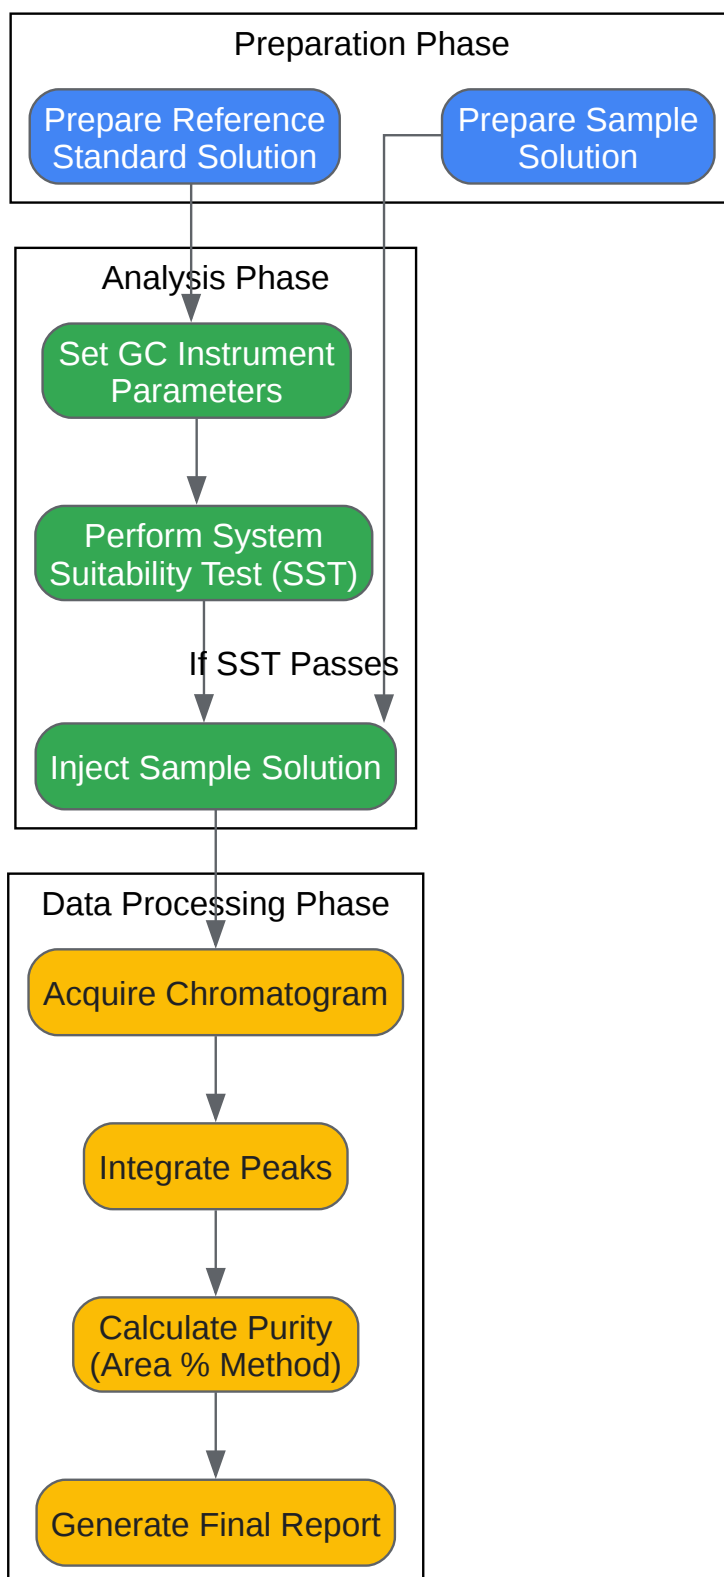 Preparation Phase
Prepare Reference
Standard Solution
Prepare Sample
Solution
Analysis Phase
Set GC Instrument
Parameters
Perform System
Suitability Test (SST)
If SST Passes
Inject Sample Solution
Data Processing Phase
Acquire Chromatogram
Integrate Peaks
Calculate Purity
(Area % Method)
Generate Final Report